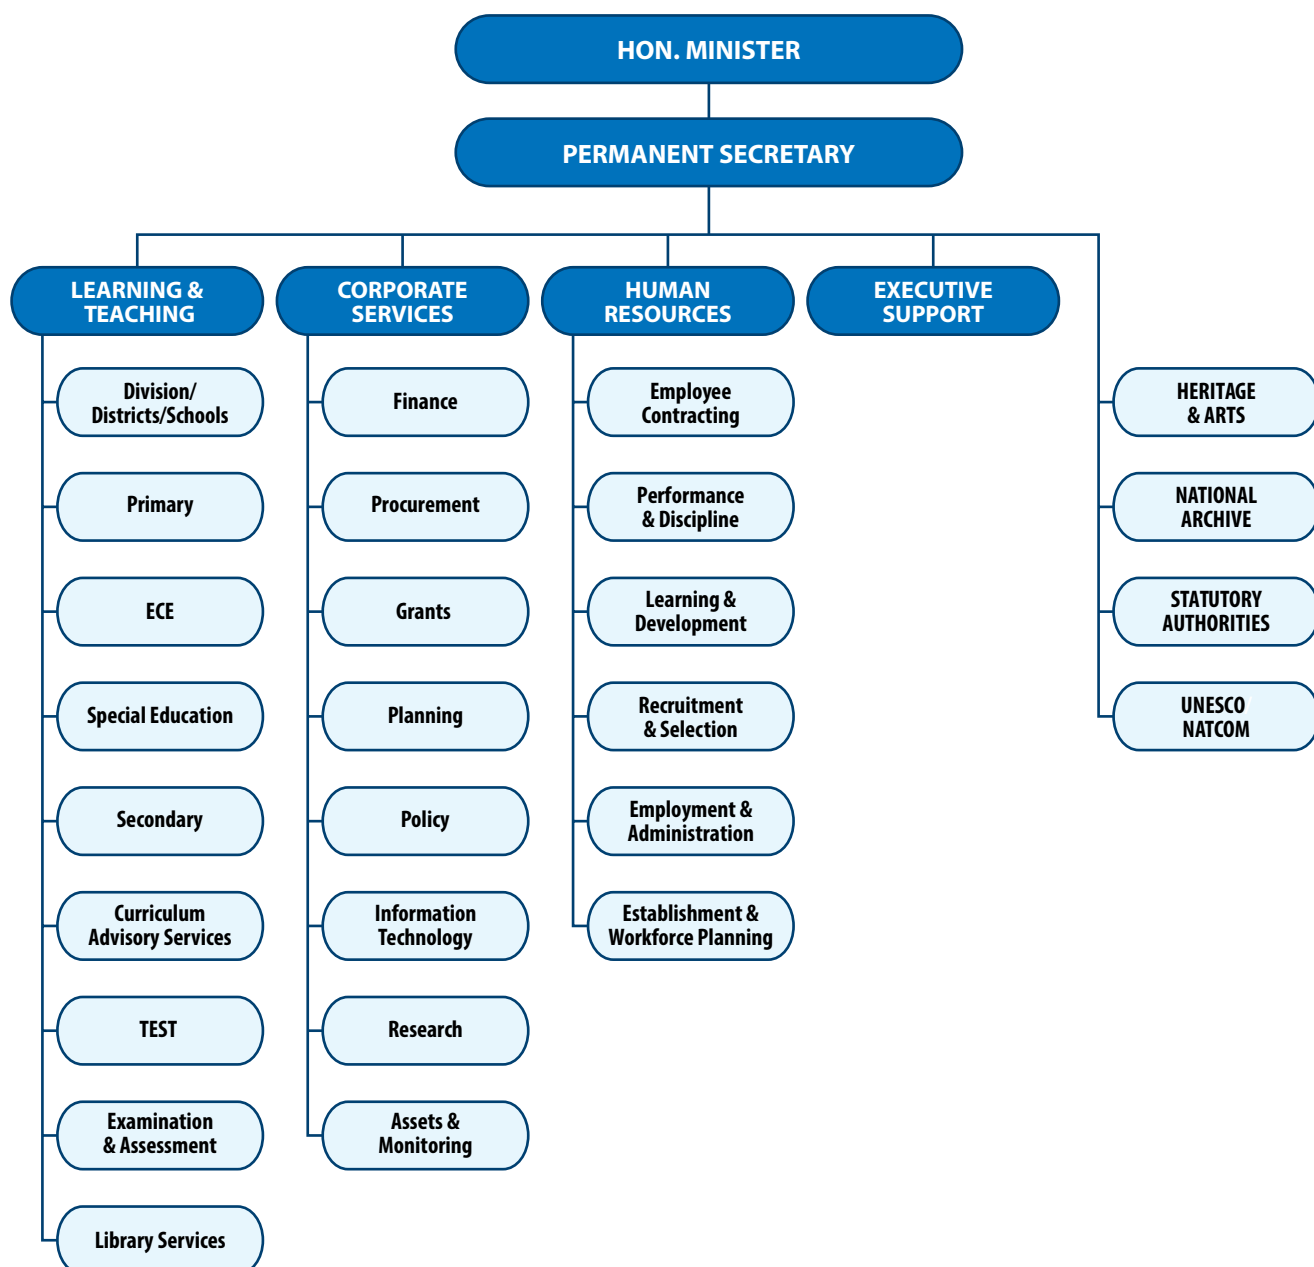 HON. MINISTER
PERMANENT SECRETARY
LEARNING &
TEACHING
Division/
Districts/Schools
Primary
ECE
Special Education
Secondary
Curriculum
Advisory Services
TEST
Examination
& Assessment
Library Services
CORPORATE
SERVICES
Finance
Procurement
Grants
Planning
Policy
Information
Technology
Research
Assets &
Monitoring
HUMAN
RESOURCES
Employee
Contracting
Performance
& Discipline
Learning &
Development
Recruitment
& Selection
Employment &
Administration
Establishment &
Workforce Planning
EXECUTIVE
SUPPORT
HERITAGE
& ARTS
NATIONAL
ARCHIVE
STATUTORY
AUTHORITIES
UNESCO
NATCOM